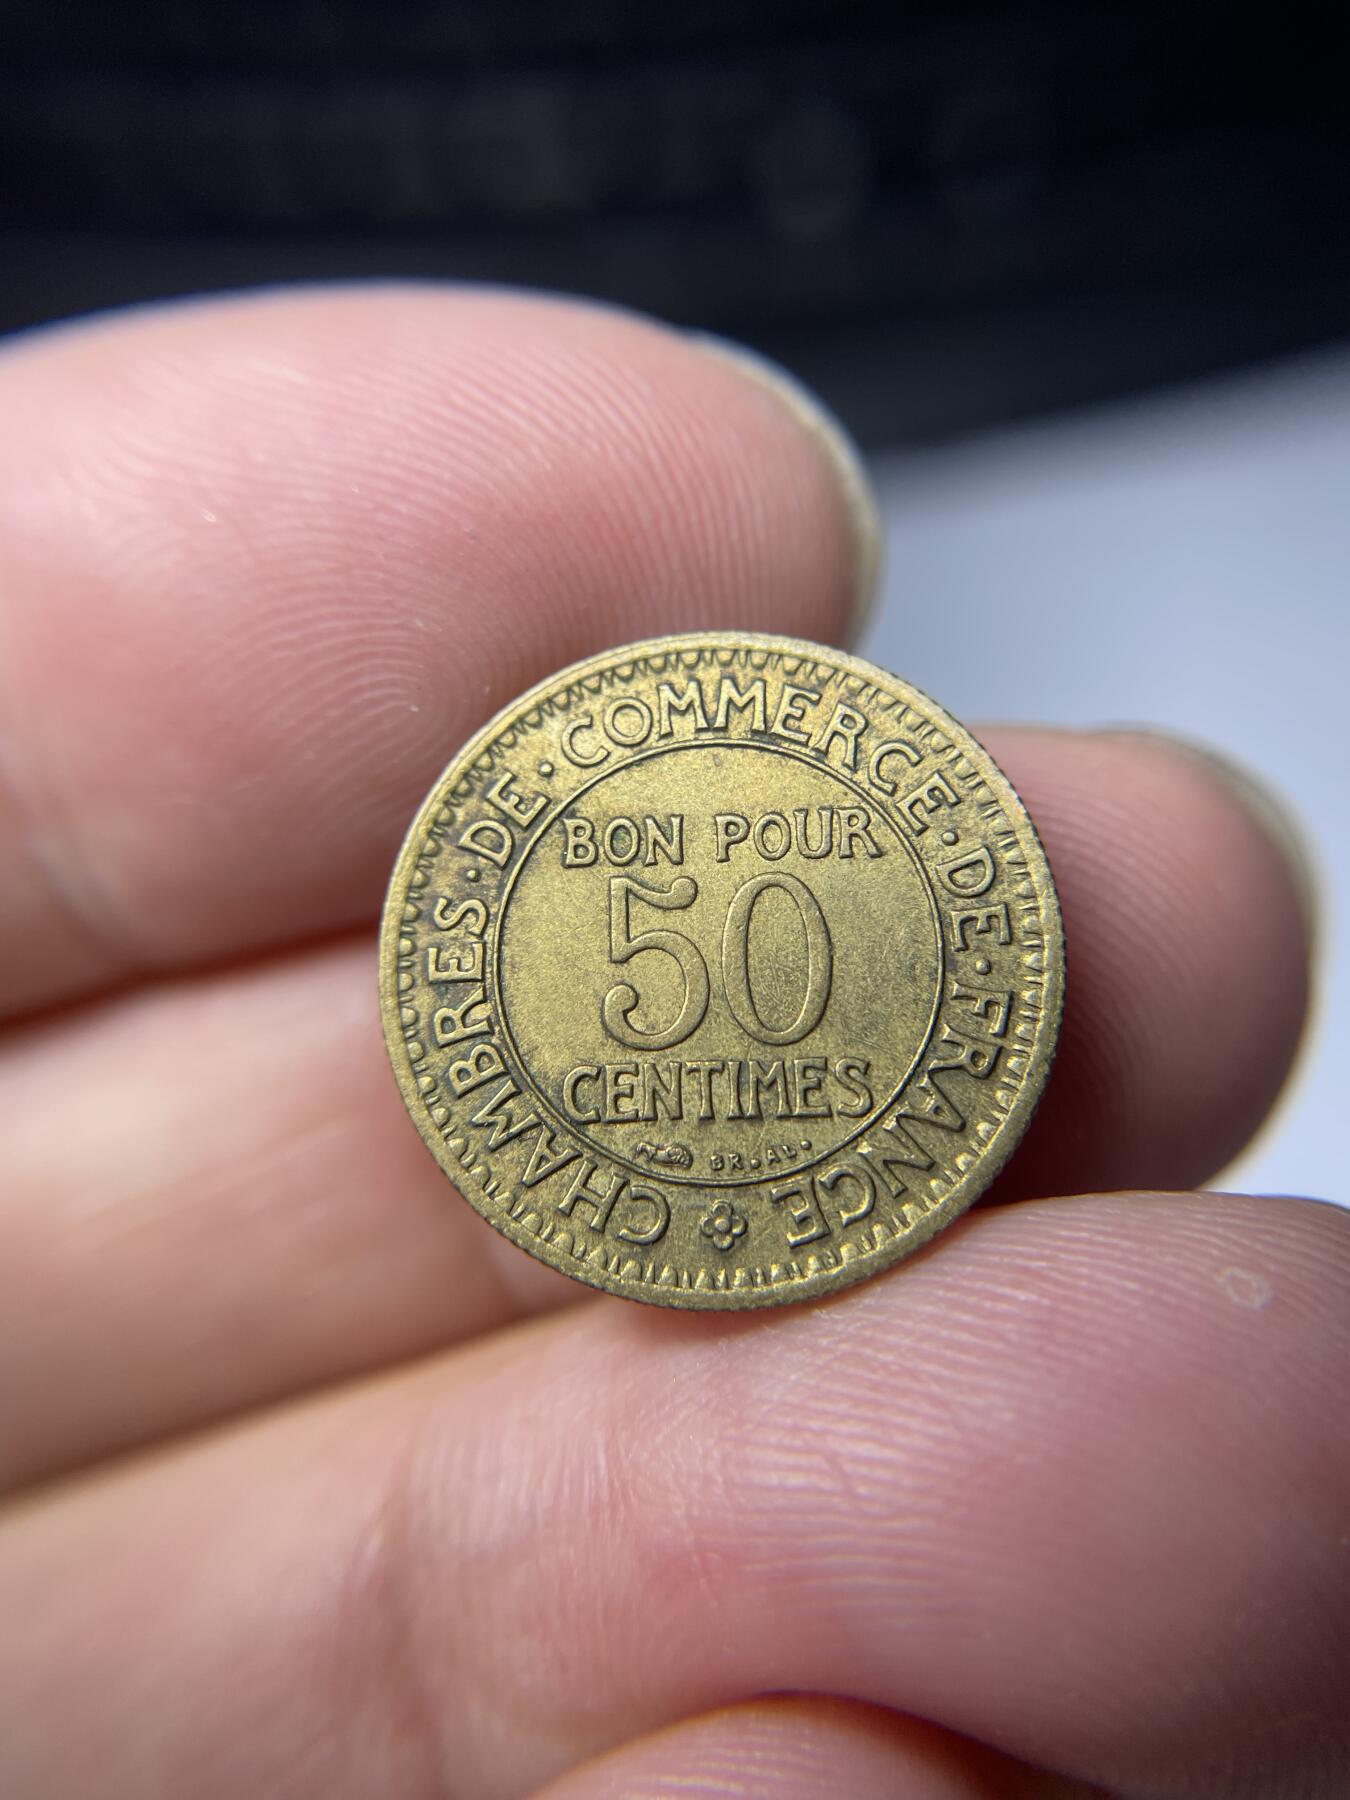 CHAMBRES · DE · COMMERCE · DE · FRANCE
BON POUR
50
CENTIMES
BR. AL.